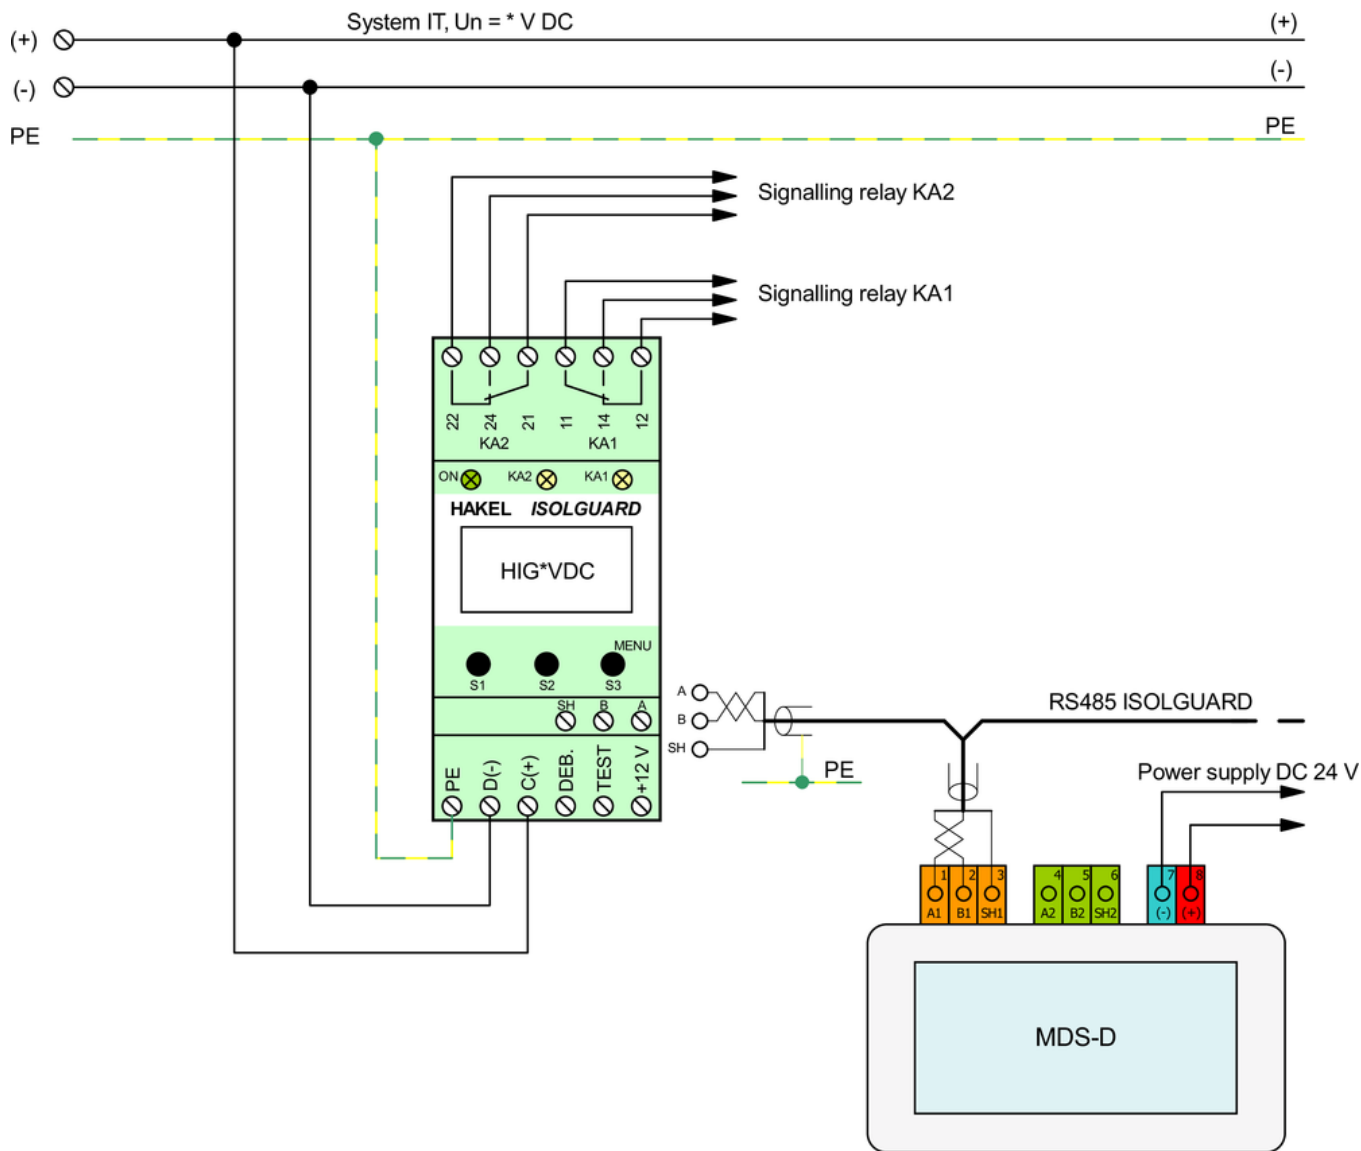 System IT, Un = * V DC
(+) (+)
(-) (-)
PE PE
Signalling relay KA2
Signalling relay KA1
22 24 21 11 14 12
KA2 KA1
ON KA2 KA1
HAKEL ISOLGUARD
HIG*VDC
MENU
S1 S2 S3
SH B A
PE D(-) C(+) DEB. TEST +12 V
A
B
SH
PE
RS485 ISOLGUARD
Power supply DC 24 V
1 2 3 4 5 6 7 8
A1 B1 SH1 A2 B2 SH2 (-) (+)
MDS-D